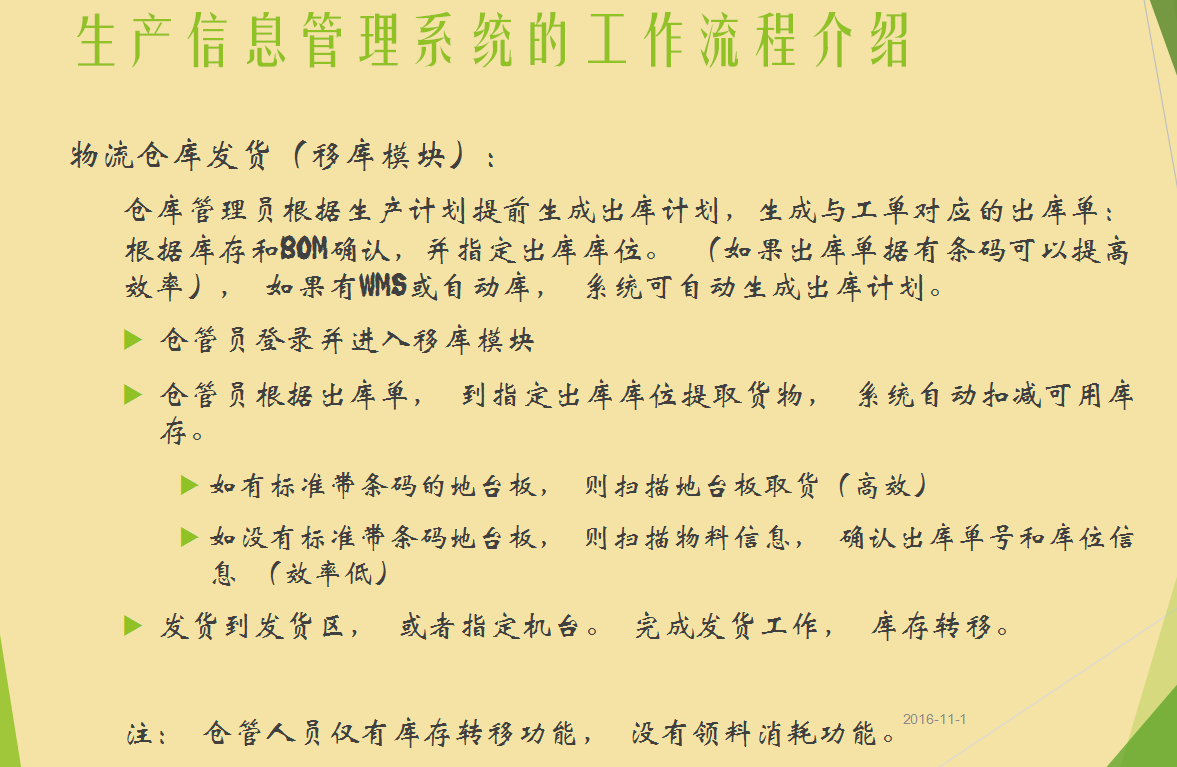 生产信息管理系统的工作流程介绍
物流仓库发货（移库模块）：
仓库管理员根据生产计划提前生成出库计划，生成与工单对应的出库单；
根据库存和BOM确认，并指定出库库位。（如果出库单据有条码可以提高
效率），如果有WMS或自动库，系统可自动生成出库计划。
仓管员登录并进入移库模块
仓管员根据出库单，到指定出库库位提取货物，系统自动扣减可用库
存。
如有标准带条码的地台板，则扫描地台板取货（高效）
如没有标准带条码地台板，则扫描物料信息，确认出库单号和库位信
息（效率低）
发货到发货区，或者指定机台。完成发货工作，库存转移。
2016-11-1
注：仓管人员仅有库存转移功能，没有领料消耗功能。